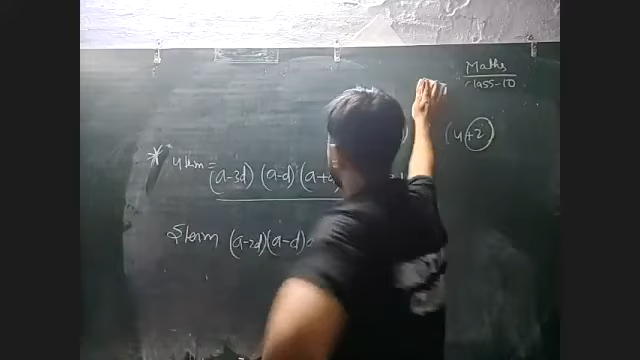 Maths
class-10
(4+2)
* 4 term =
(a-3d) (a-d) (a+
5 term (a-2d)(a-d)a